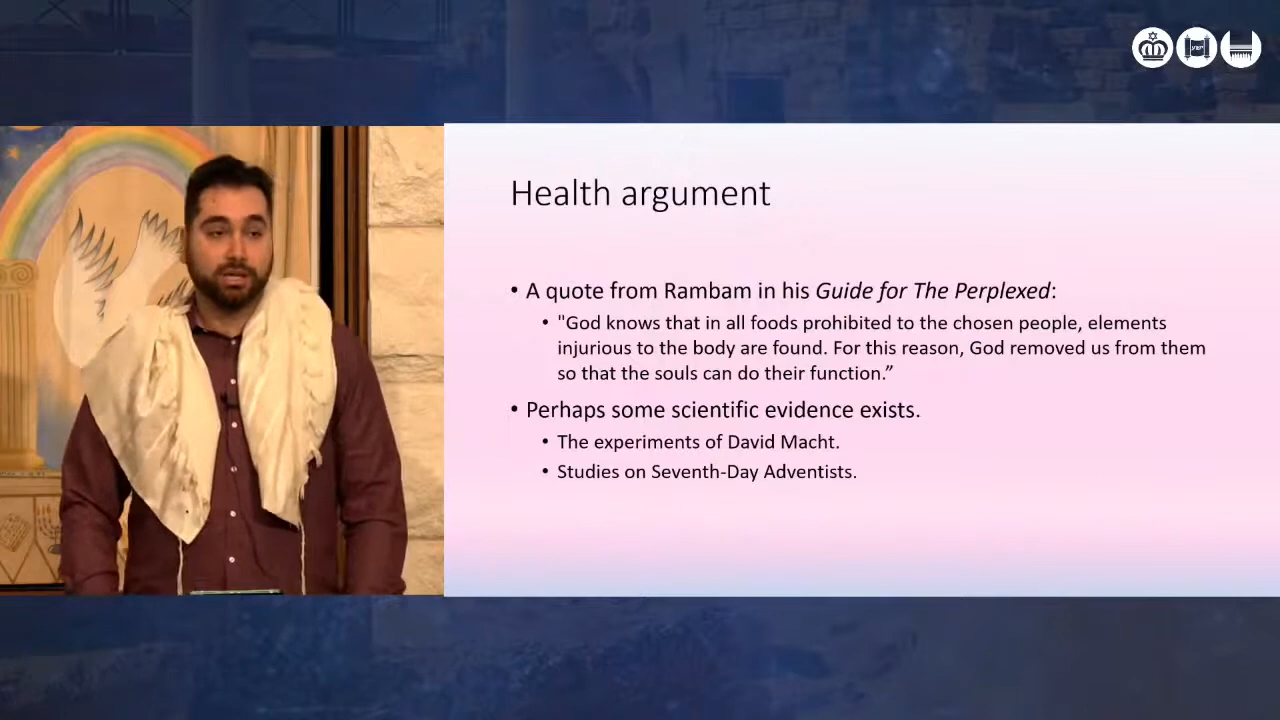 Health argument
• A quote from Rambam in his Guide for The Perplexed:
• "God knows that in all foods prohibited to the chosen people, elements
injurious to the body are found. For this reason, God removed us from them
so that the souls can do their function.”
• Perhaps some scientific evidence exists.
• The experiments of David Macht.
• Studies on Seventh-Day Adventists.